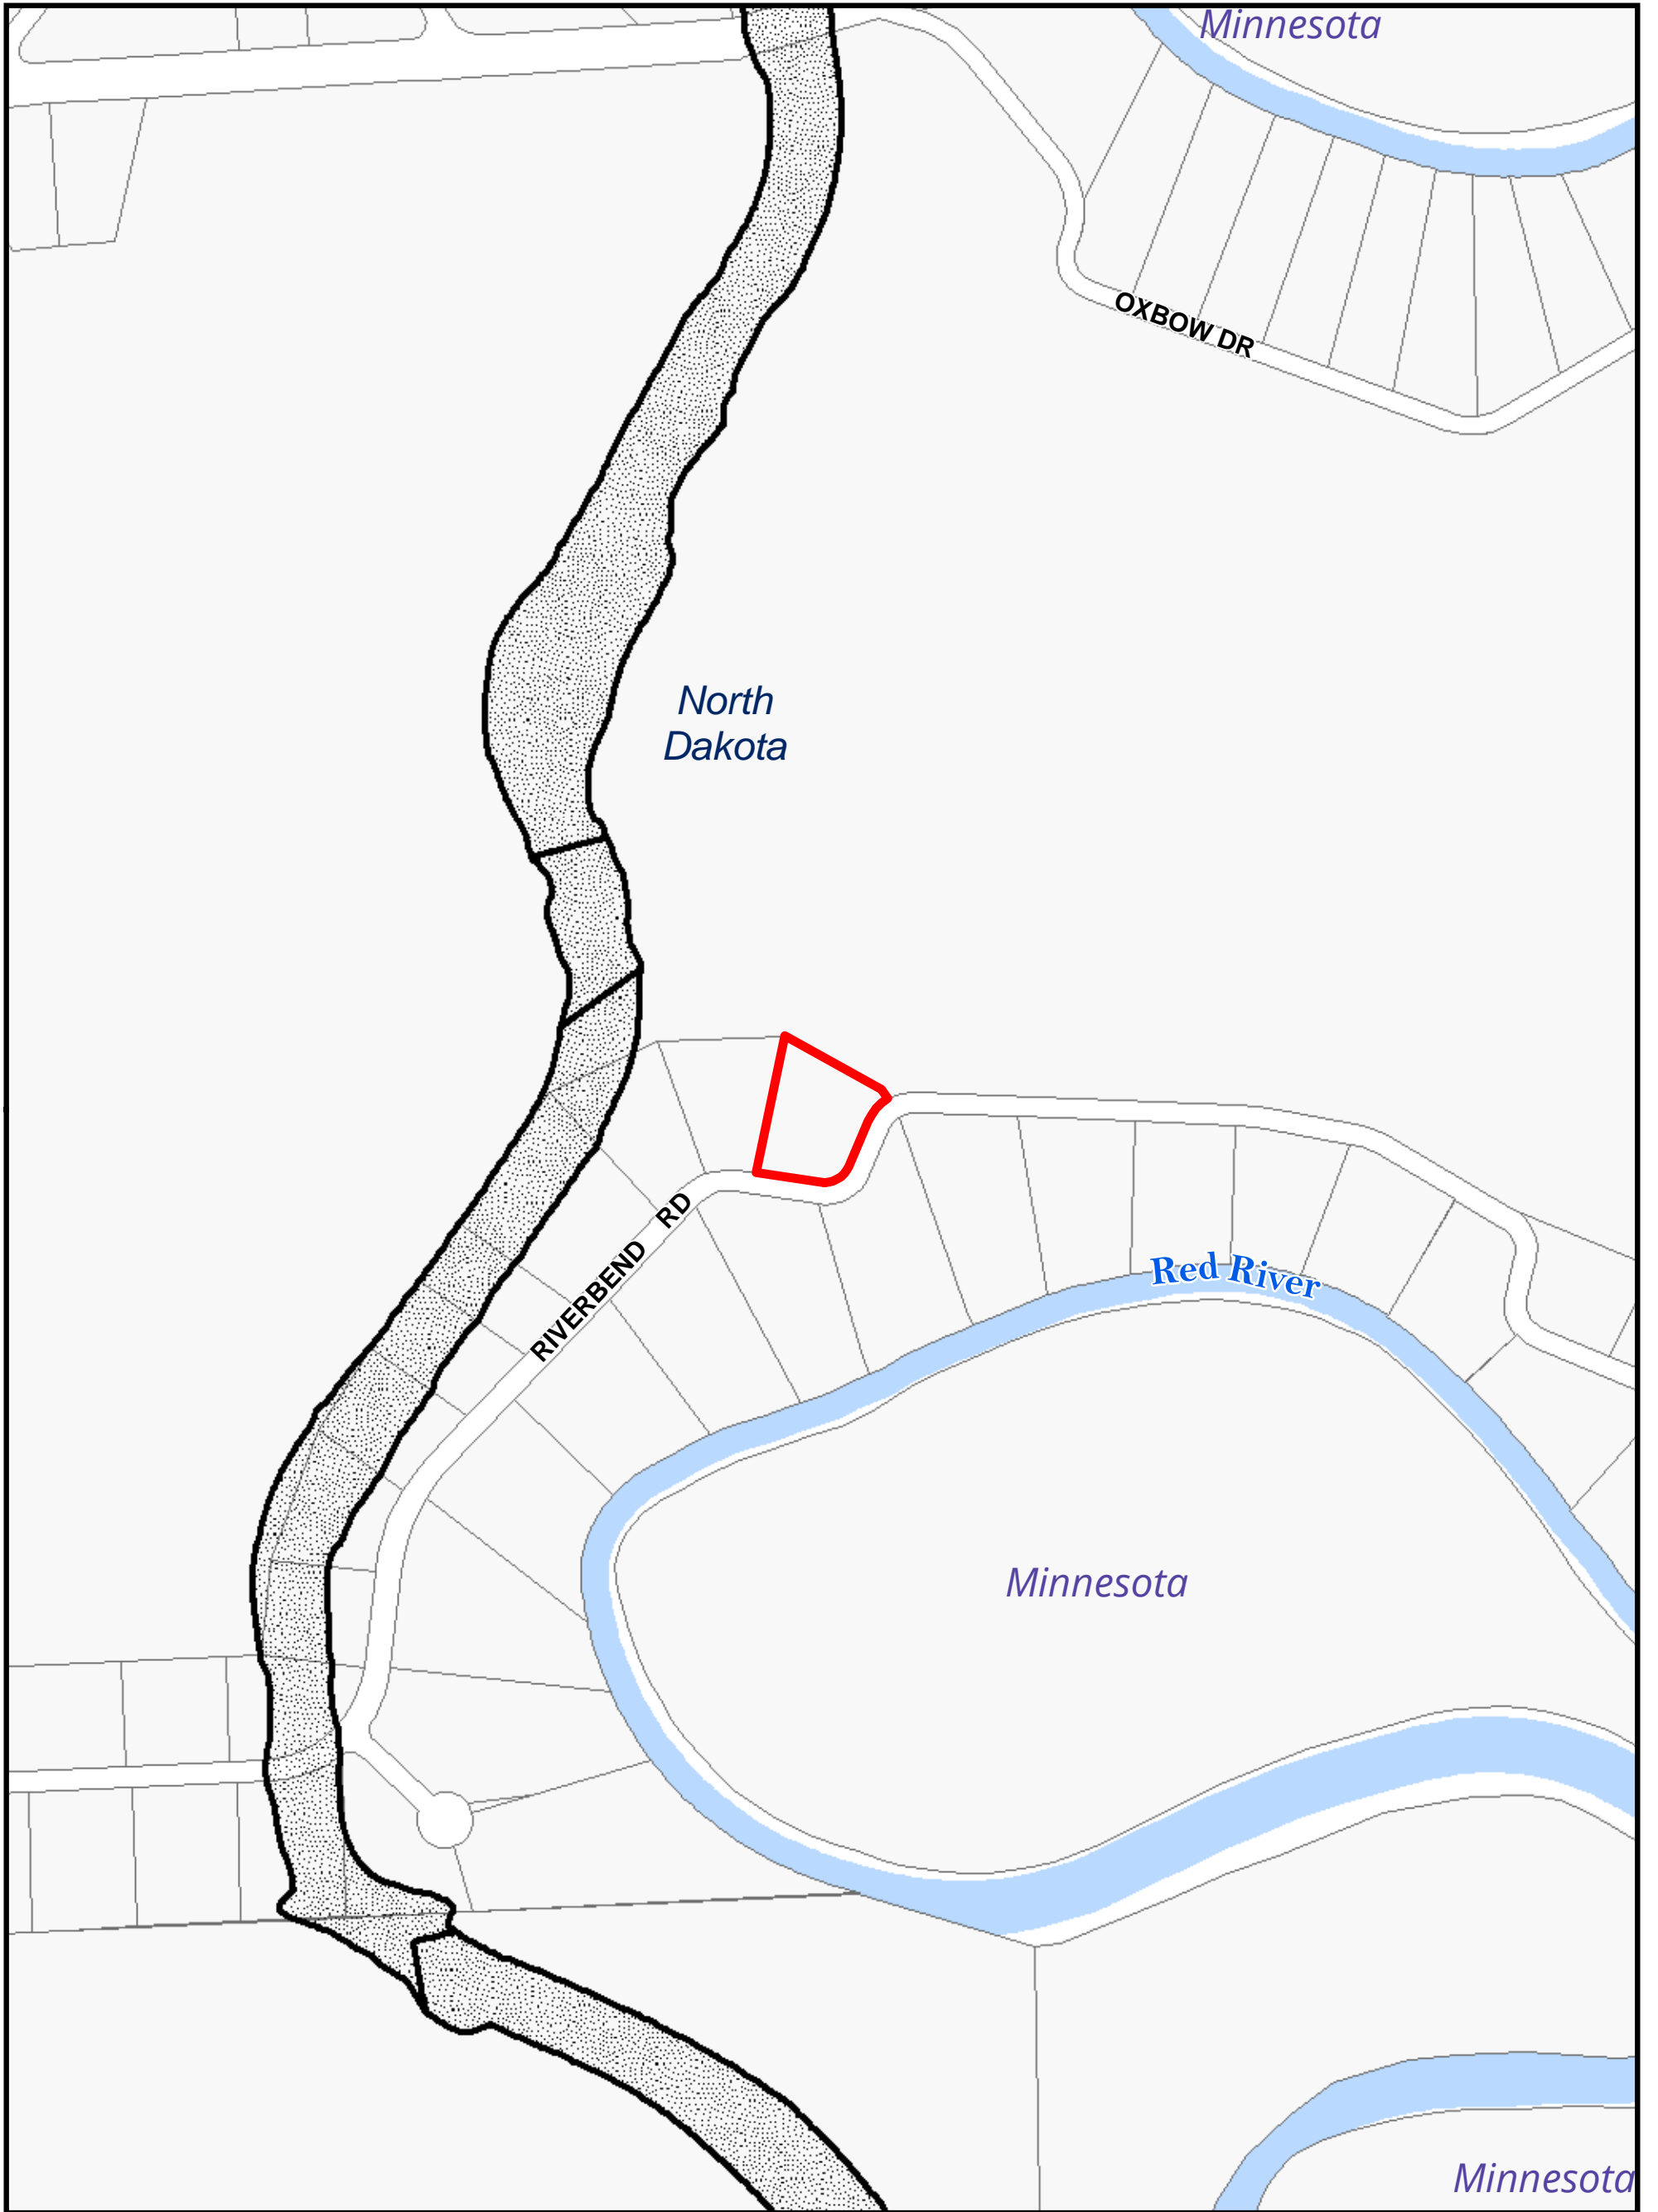 Minnesota
OXBOW DR
North
Dakota
RIVERBEND RD
Red River
Minnesota
Minnesota